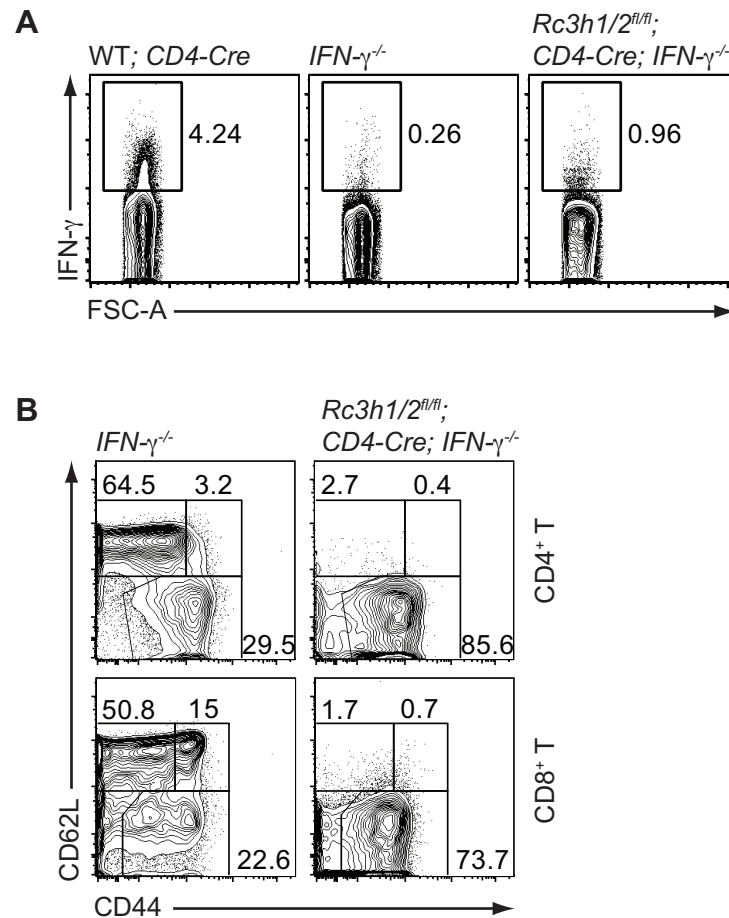 A
WT; CD4-Cre
IFN-γ-/-
Rc3h1/2fl/fl;
CD4-Cre; IFN-γ-/-
4.24
0.26
0.96
IFN-γ
FSC-A
B
IFN-γ-/-
Rc3h1/2fl/fl;
CD4-Cre; IFN-γ-/-
64.5 3.2
2.7 0.4
29.5
85.6
CD4+ T
50.8 15
1.7 0.7
22.6
73.7
CD8+ T
CD62L
CD44